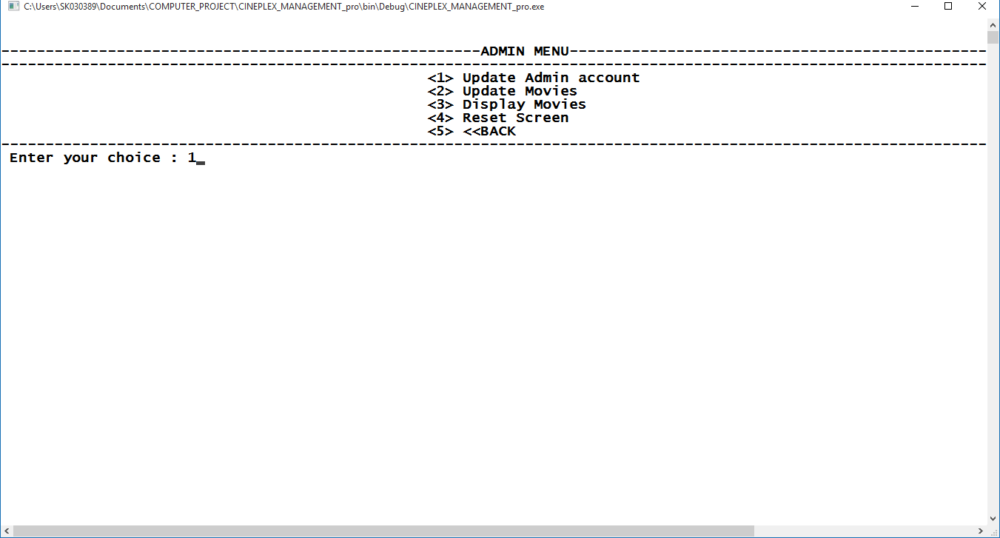 C:\Users\SK030389\Documents\COMPUTER_PROJECT\CINEPLEX_MANAGEMENT_pro\bin\Debug\CINEPLEX_MANAGEMENT_pro.exe
------------------------------------------------------ADMIN MENU-----------------------------------------------
---------------------------------------------------------------------------------------------------------------
<1> Update Admin account
<2> Update Movies
<3> Display Movies
<4> Reset Screen
<5> <<BACK
---------------------------------------------------------------------------------------------------------------
Enter your choice : 1_